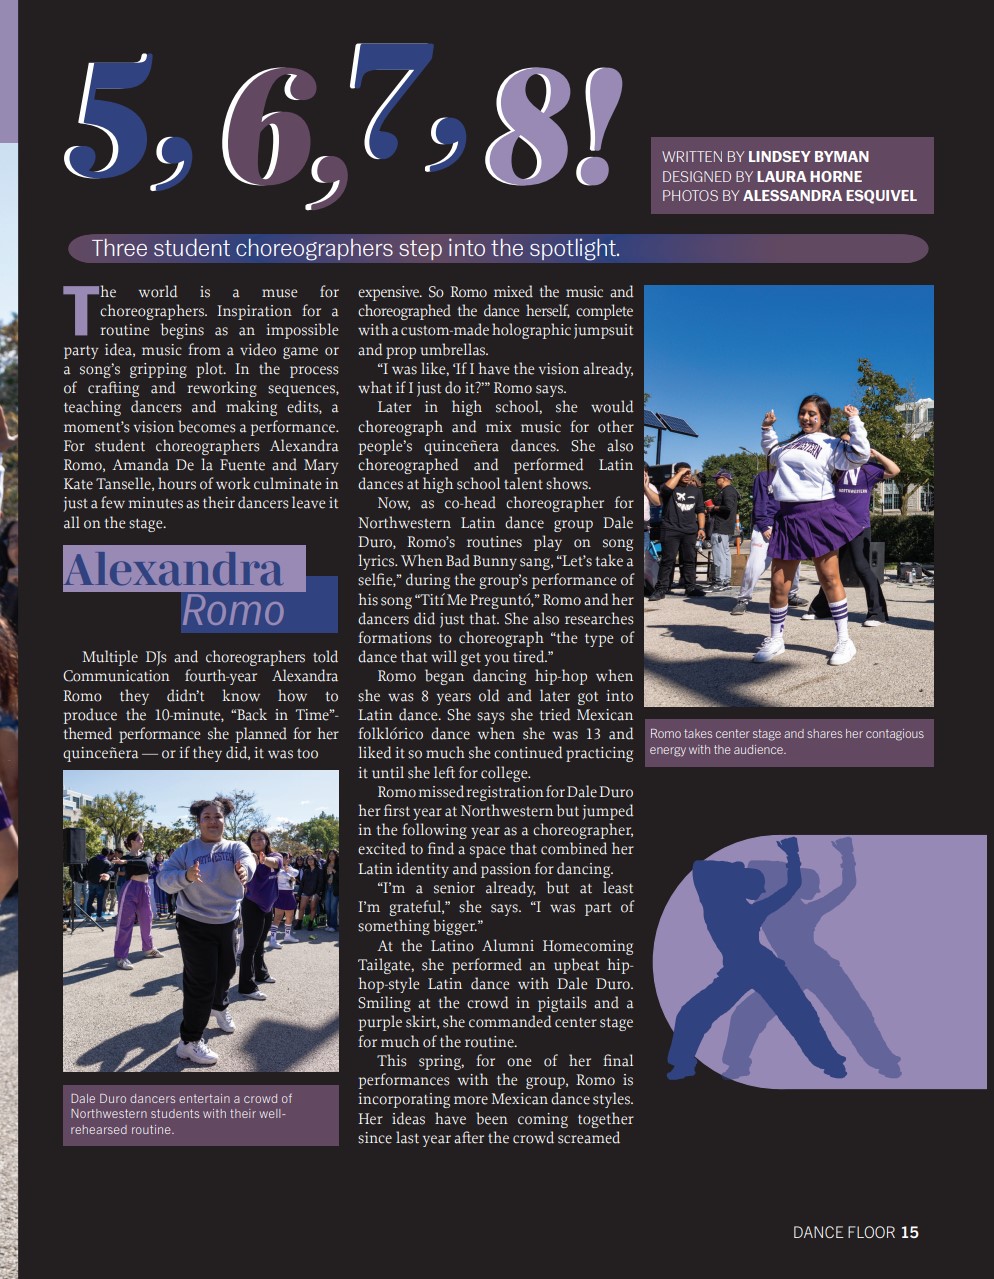 5, 6, 7, 8!
WRITTEN BY LINDSEY BYMAN
DESIGNED BY LAURA HORNE
PHOTOS BY ALESSANDRA ESQUIVEL
Three student choreographers step into the spotlight.
The world is a muse for
choreographers. Inspiration for a
routine begins as an impossible
party idea, music from a video game or
a song’s gripping plot. In the process
of crafting and reworking sequences,
teaching dancers and making edits, a
moment’s vision becomes a performance.
For student choreographers Alexandra
Romo, Amanda De la Fuente and Mary
Kate Tanselle, hours of work culminate in
just a few minutes as their dancers leave it
all on the stage.
Alexandra
Romo
Multiple DJs and choreographers told
Communication fourth-year Alexandra
Romo they didn’t know how to
produce the 10-minute, “Back in Time”-
themed performance she planned for her
quinceñera — or if they did, it was too
Dale Duro dancers entertain a crowd of
Northwestern students with their well-
rehearsed routine.
expensive. So Romo mixed the music and
choreographed the dance herself, complete
with a custom-made holographic jumpsuit
and prop umbrellas.
“I was like, ‘If I have the vision already,
what if I just do it?’” Romo says.
Later in high school, she would
choreograph and mix music for other
people’s quinceñera dances. She also
choreographed and performed Latin
dances at high school talent shows.
Now, as co-head choreographer for
Northwestern Latin dance group Dale
Duro, Romo’s routines play on song
lyrics. When Bad Bunny sang, “Let’s take a
selfie,” during the group’s performance of
his song “Tití Me Preguntó,” Romo and her
dancers did just that. She also researches
formations to choreograph “the type of
dance that will get you tired.”
Romo began dancing hip-hop when
she was 8 years old and later got into
Latin dance. She says she tried Mexican
folklórico dance when she was 13 and
liked it so much she continued practicing
it until she left for college.
Romo missed registration for Dale Duro
her first year at Northwestern but jumped
in the following year as a choreographer,
excited to find a space that combined her
Latin identity and passion for dancing.
“I’m a senior already, but at least
I’m grateful,” she says. “I was part of
something bigger.”
At the Latino Alumni Homecoming
Tailgate, she performed an upbeat hip-
hop-style Latin dance with Dale Duro.
Smiling at the crowd in pigtails and a
purple skirt, she commanded center stage
for much of the routine.
This spring, for one of her final
performances with the group, Romo is
incorporating more Mexican dance styles.
Her ideas have been coming together
since last year after the crowd screamed
Romo takes center stage and shares her contagious
energy with the audience.
DANCE FLOOR 15